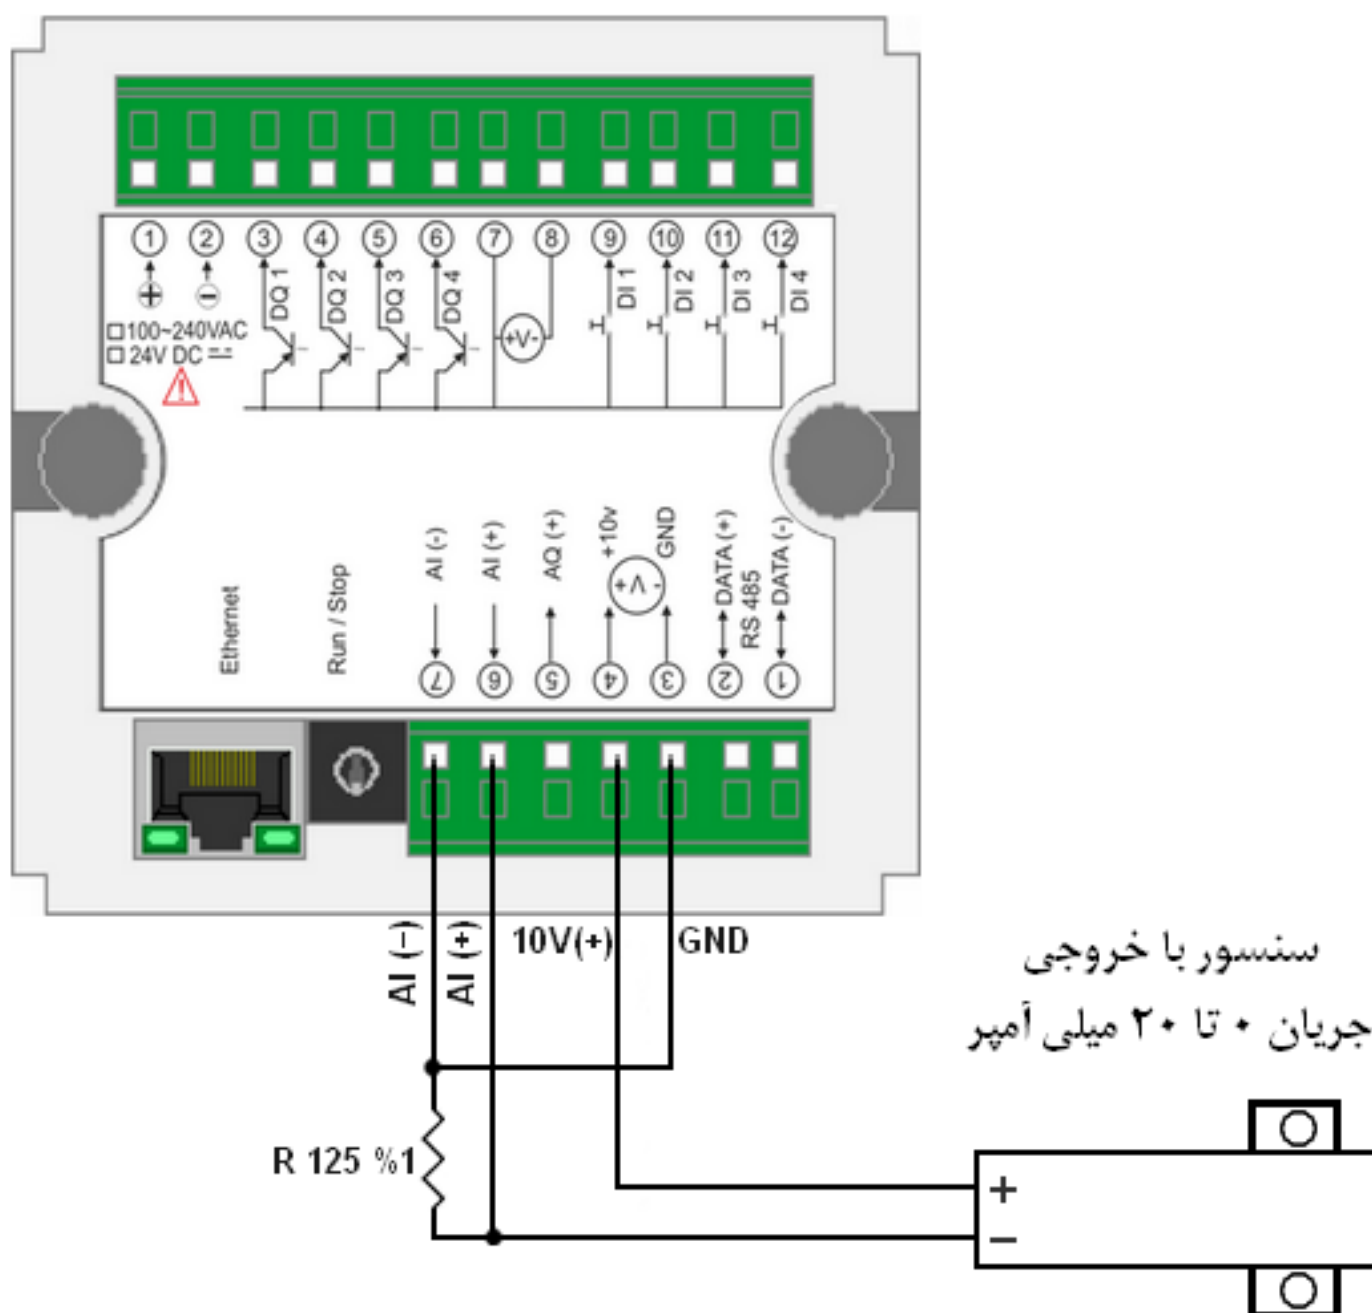 1 2 3 4 5 6 7 8 9 10 11 12
+ −
DQ 1 DQ 2 DQ 3 DQ 4
+V-
DI 1 DI 2 DI 3 DI 4
100~240VAC
24V DC
!
Ethernet
Run / Stop
AI (-)
AI (+)
AQ (+)
+10v
GND
+V-
DATA (+)
RS 485
DATA (-)
7 6 5 4 3 2 1
AI (−)
AI (+)
10V(+)
GND
سنسور با خروجی
جریان ۰ تا ۲۰ میلی آمپر
R 125 %1
+
−